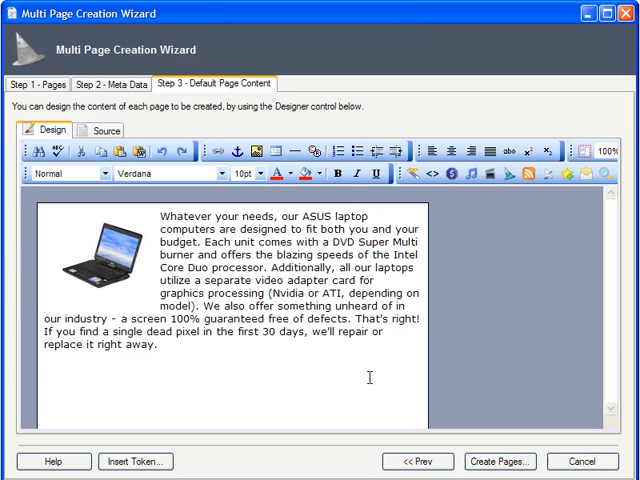 Multi Page Creation Wizard
Multi Page Creation Wizard
Step 1 - Pages Step 2 - Meta Data Step 3 - Default Page Content
You can design the content of each page to be created, by using the Designer control below.
Design Source
abc 100%
Normal Verdana 10pt A B I U
Whatever your needs, our ASUS laptop
computers are designed to fit both you and your
budget. Each unit comes with a DVD Super Multi
burner and offers the blazing speeds of the Intel
Core Duo processor. Additionally, all our laptops
utilize a separate video adapter card for
graphics processing (Nvidia or ATI, depending on
model). We also offer something unheard of in
our industry - a screen 100% guaranteed free of defects. That's right!
If you find a single dead pixel in the first 30 days, we'll repair or
replace it right away.
Help Insert Token... << Prev Create Pages... Cancel